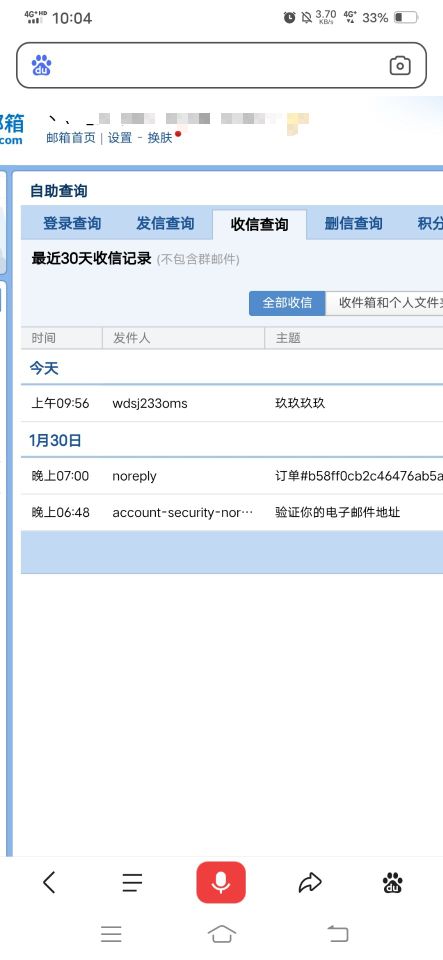 4G+HD 10:04 3.70 KB/s 4G+ 33%
du
邮箱
.com
邮箱首页 | 设置 - 换肤
自助查询
登录查询 发信查询 收信查询 删信查询 积分
最近30天收信记录 (不包含群邮件)
全部收信 收件箱和个人文件夹
时间 发件人 主题
今天
上午09:56 wdsj233oms 玖玖玖玖
1月30日
晚上07:00 noreply 订单#b58ff0cb2c46476ab5a
晚上06:48 account-security-nor··· 验证你的电子邮件地址
du